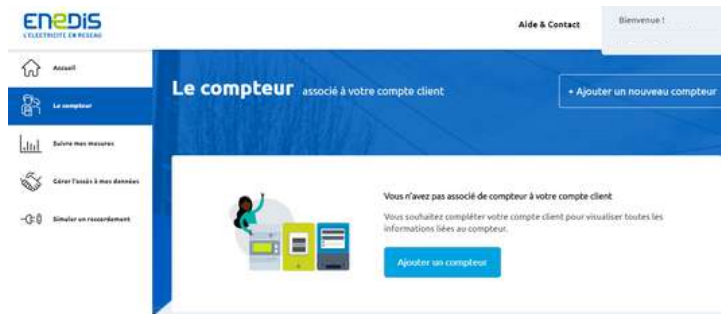 enedis
L'ELECTRICITE EN RESEAU
Aide & Contact
Bienvenue !
Accueil
Le compteur
Suivre mes mesures
Gérer l'accès à mes données
Simuler un raccordement
Le compteur associé à votre compte client
+ Ajouter un nouveau compteur
Vous n'avez pas associé de compteur à votre compte client
Vous souhaitez compléter votre compte client pour visualiser toutes les
informations liées au compteur.
Ajouter un compteur